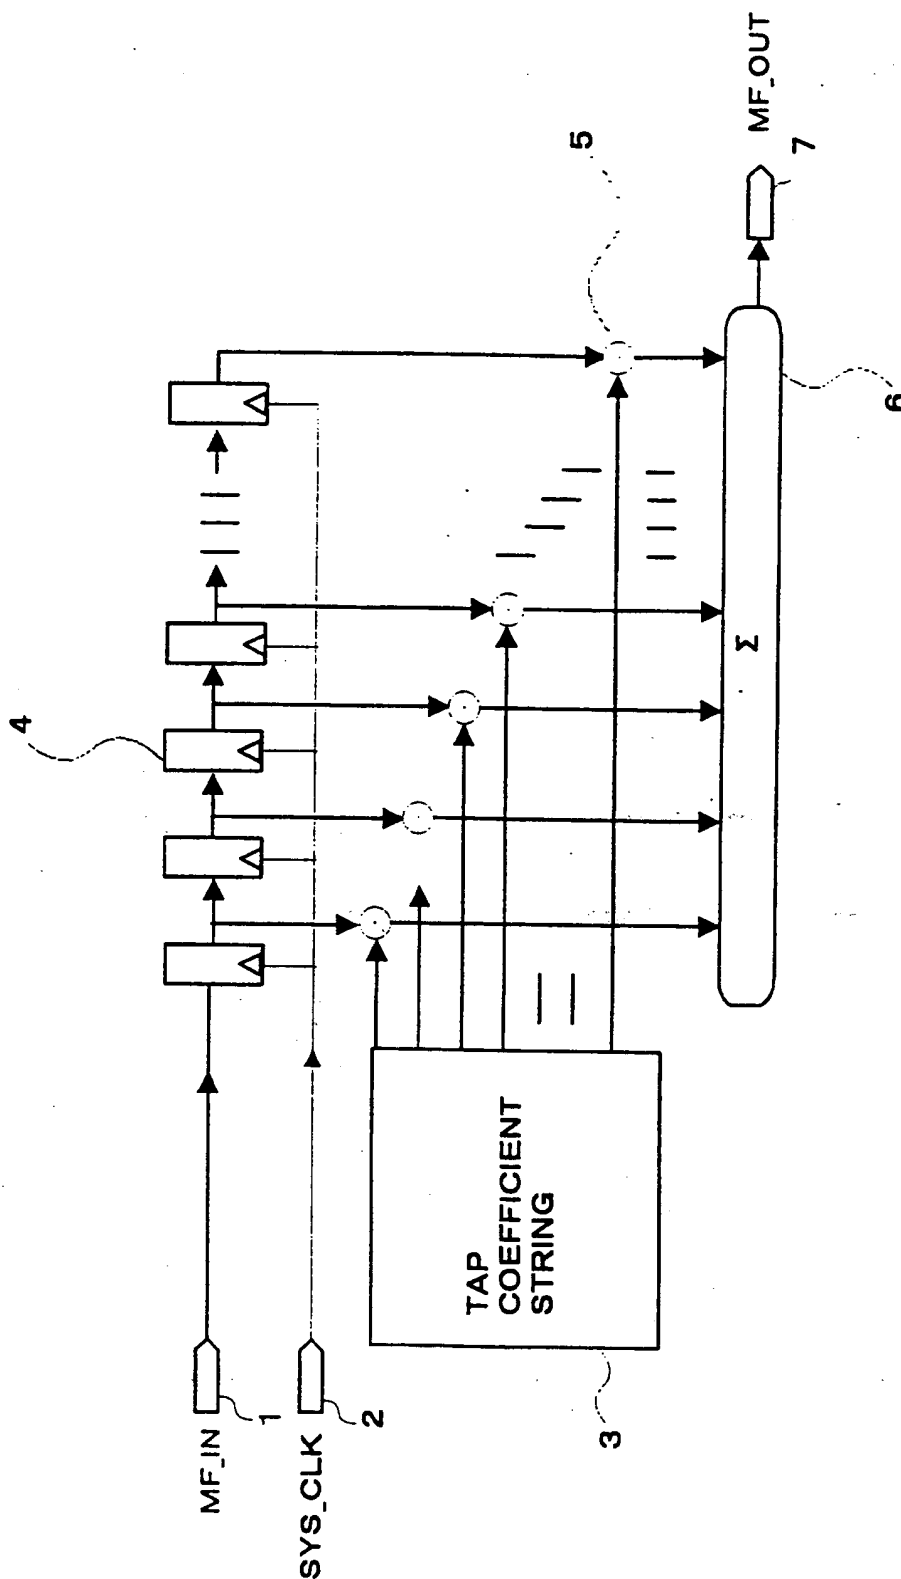 MF_IN
1
SYS_CLK
2
TAP
COEFFICIENT
STRING
3
4
5
Σ
6
MF_OUT
7